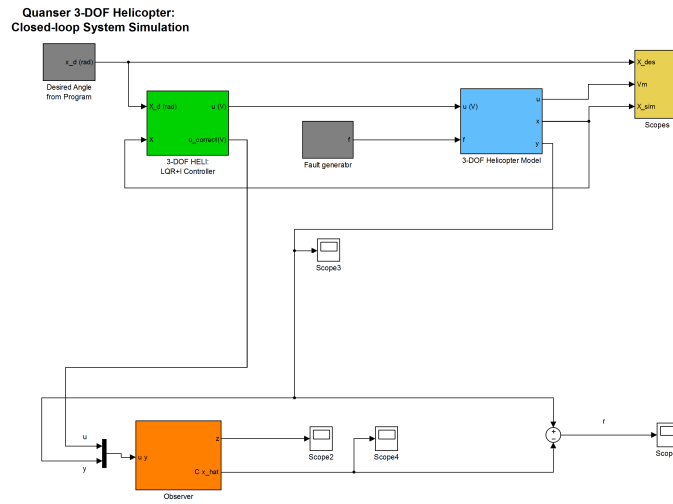 Quanser 3-DOF Helicopter:
Closed-loop System Simulation
x_d (rad)
Desired Angle
from Program
X_d (rad)
u (V)
X
u_correct(V)
3-DOF HELI:
LQR+I Controller
f
Fault generator
u (V)
f
u
x
y
3-DOF Helicopter Model
X_des
Vm
X_sim
Scopes
Scope3
u
y
u y
z
C x_hat
Observer
Scope2
Scope4
+
−
r
Scop